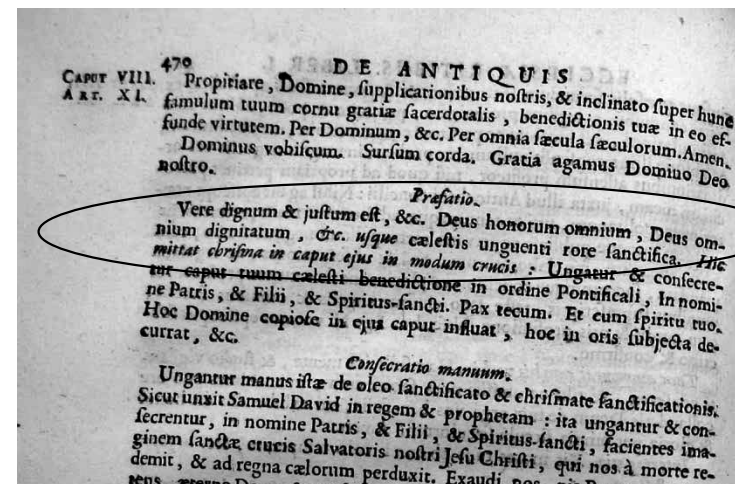 470 DE ANTIQUIS
CAPUT VIII.
ART. XI.
Propitiare, Domine, ſupplicationibus noſtris, & inclinato ſuper hunc
famulum tuum cornu gratiæ ſacerdotalis, benedictionis tuæ in eo ef-
funde virtutem. Per Dominum, &c. Per omnia ſæcula ſæculorum. Amen.
Dominus vobiſcum. Surſum corda. Gratia agamus Domino Deo
noſtro.
Præfatio.
Vere dignum & juſtum eſt, &c. Deus honorum omnium, Deus om-
nium dignitatum, &c. uſque cæleſtis unguenti rore ſanctifica. Hic
mittat chriſma in caput ejus in modum crucis: Ungatur & conſecre-
tur caput tuum cæleſti benedictione in ordine Pontificali, In nomi-
ne Patris, & Filii, & Spiritus-ſancti. Pax tecum. Et cum ſpiritu tuo.
Hoc Domine copioſe in ejus caput influat, hoc in oris ſubjecta de-
currat, &c.
Conſecratio manuum.
Ungantur manus iſtæ de oleo ſanctificato & chriſmate ſanctificationis.
Sicut unxit Samuel David in regem & prophetam: ita ungantur & con-
ſecrentur, in nomine Patris, & Filii, & Spiritus-ſancti, facientes ima-
ginem ſanctæ crucis Salvatoris noſtri Jeſu Chriſti, qui nos à morte re-
demit, & ad regna cælorum perduxit. Exaudi nos